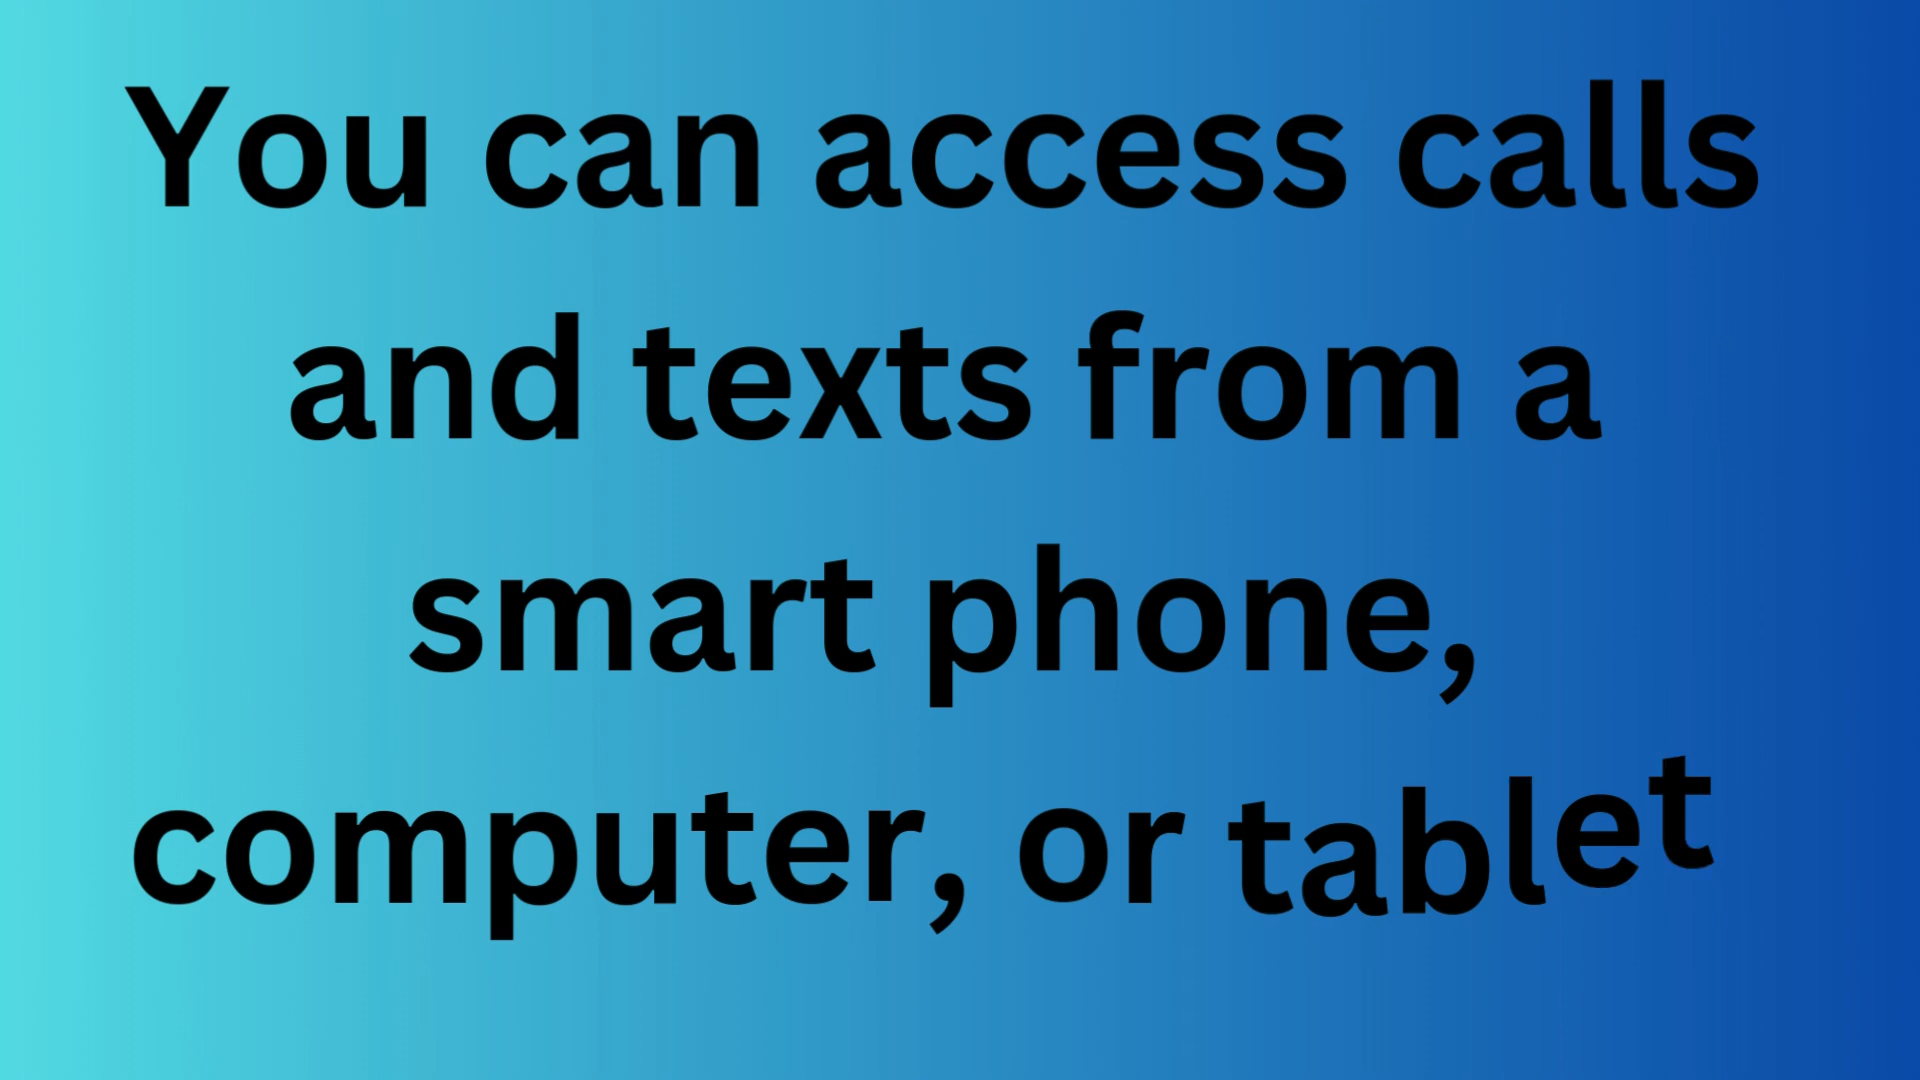 You can access calls
and texts from a
smart phone,
computer, or tablet